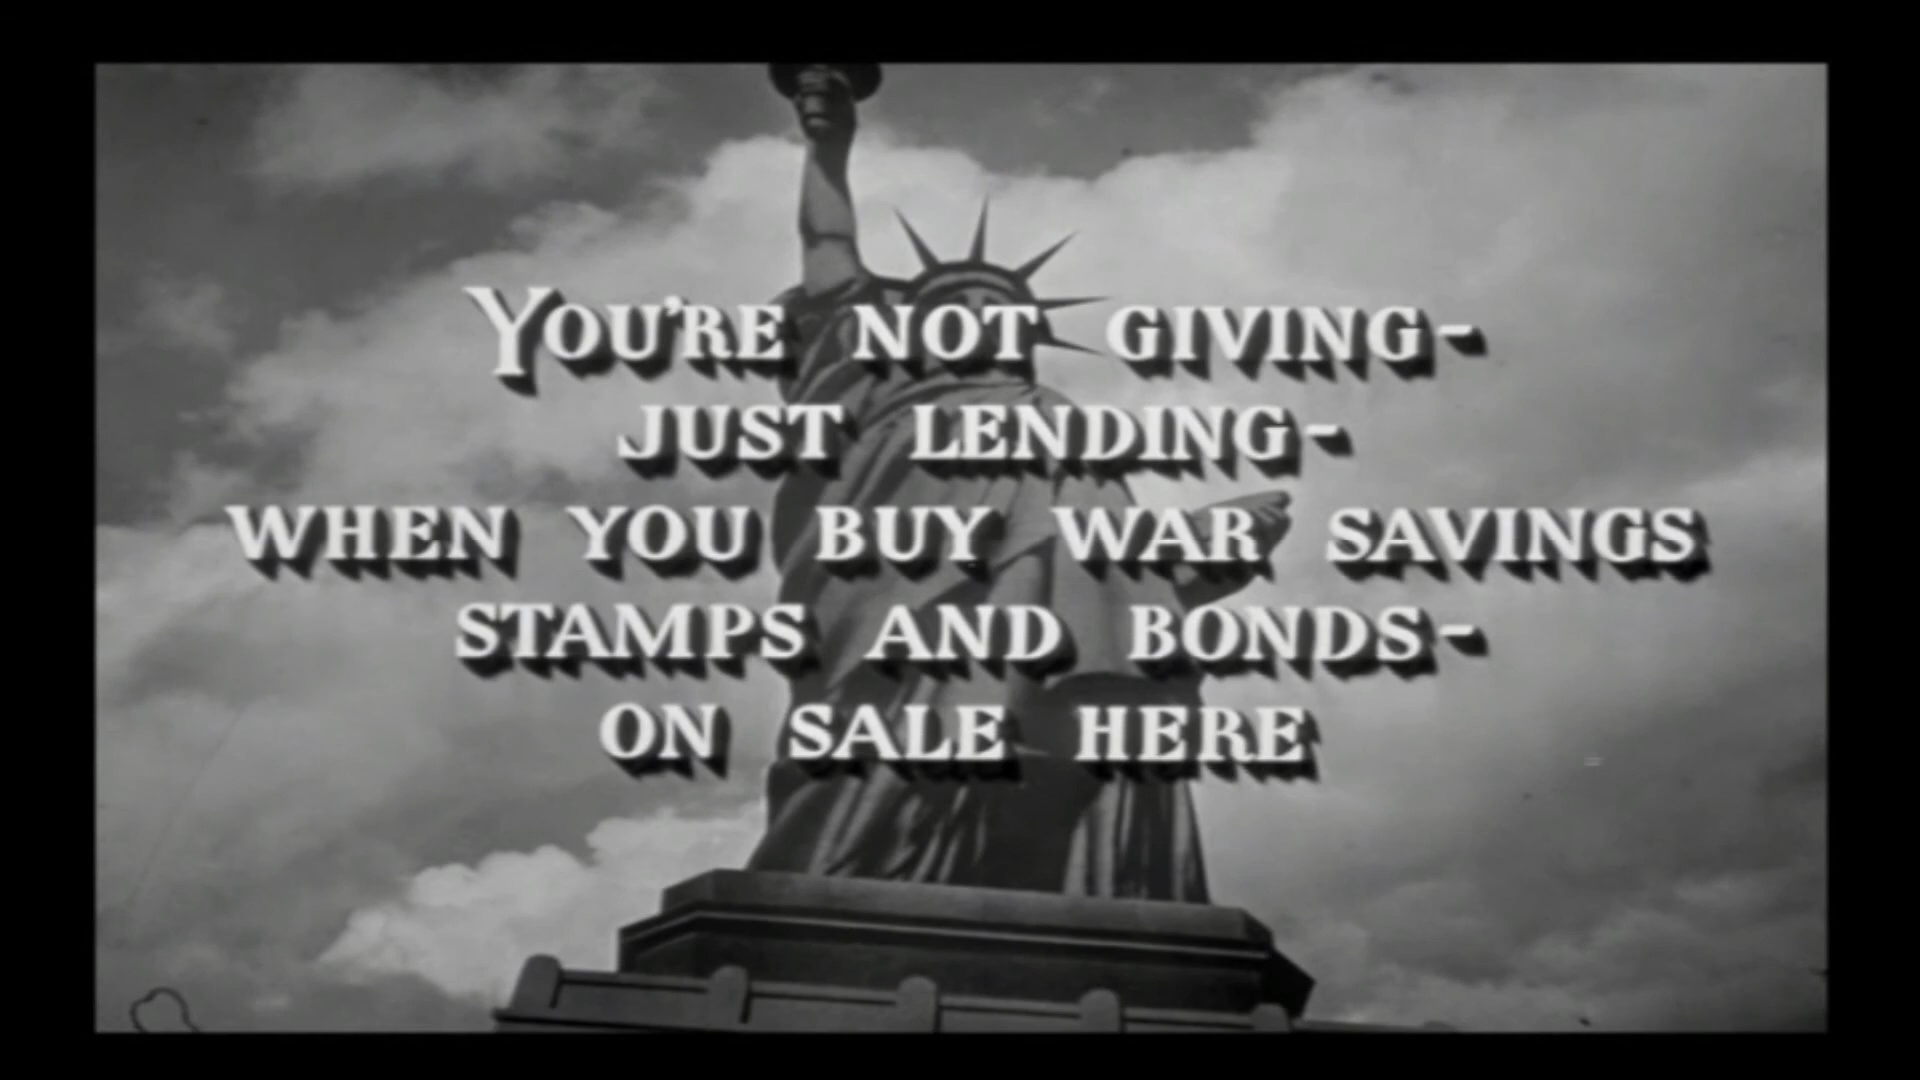 YOU'RE NOT GIVING-
JUST LENDING-
WHEN YOU BUY WAR SAVINGS
STAMPS AND BONDS-
ON SALE HERE